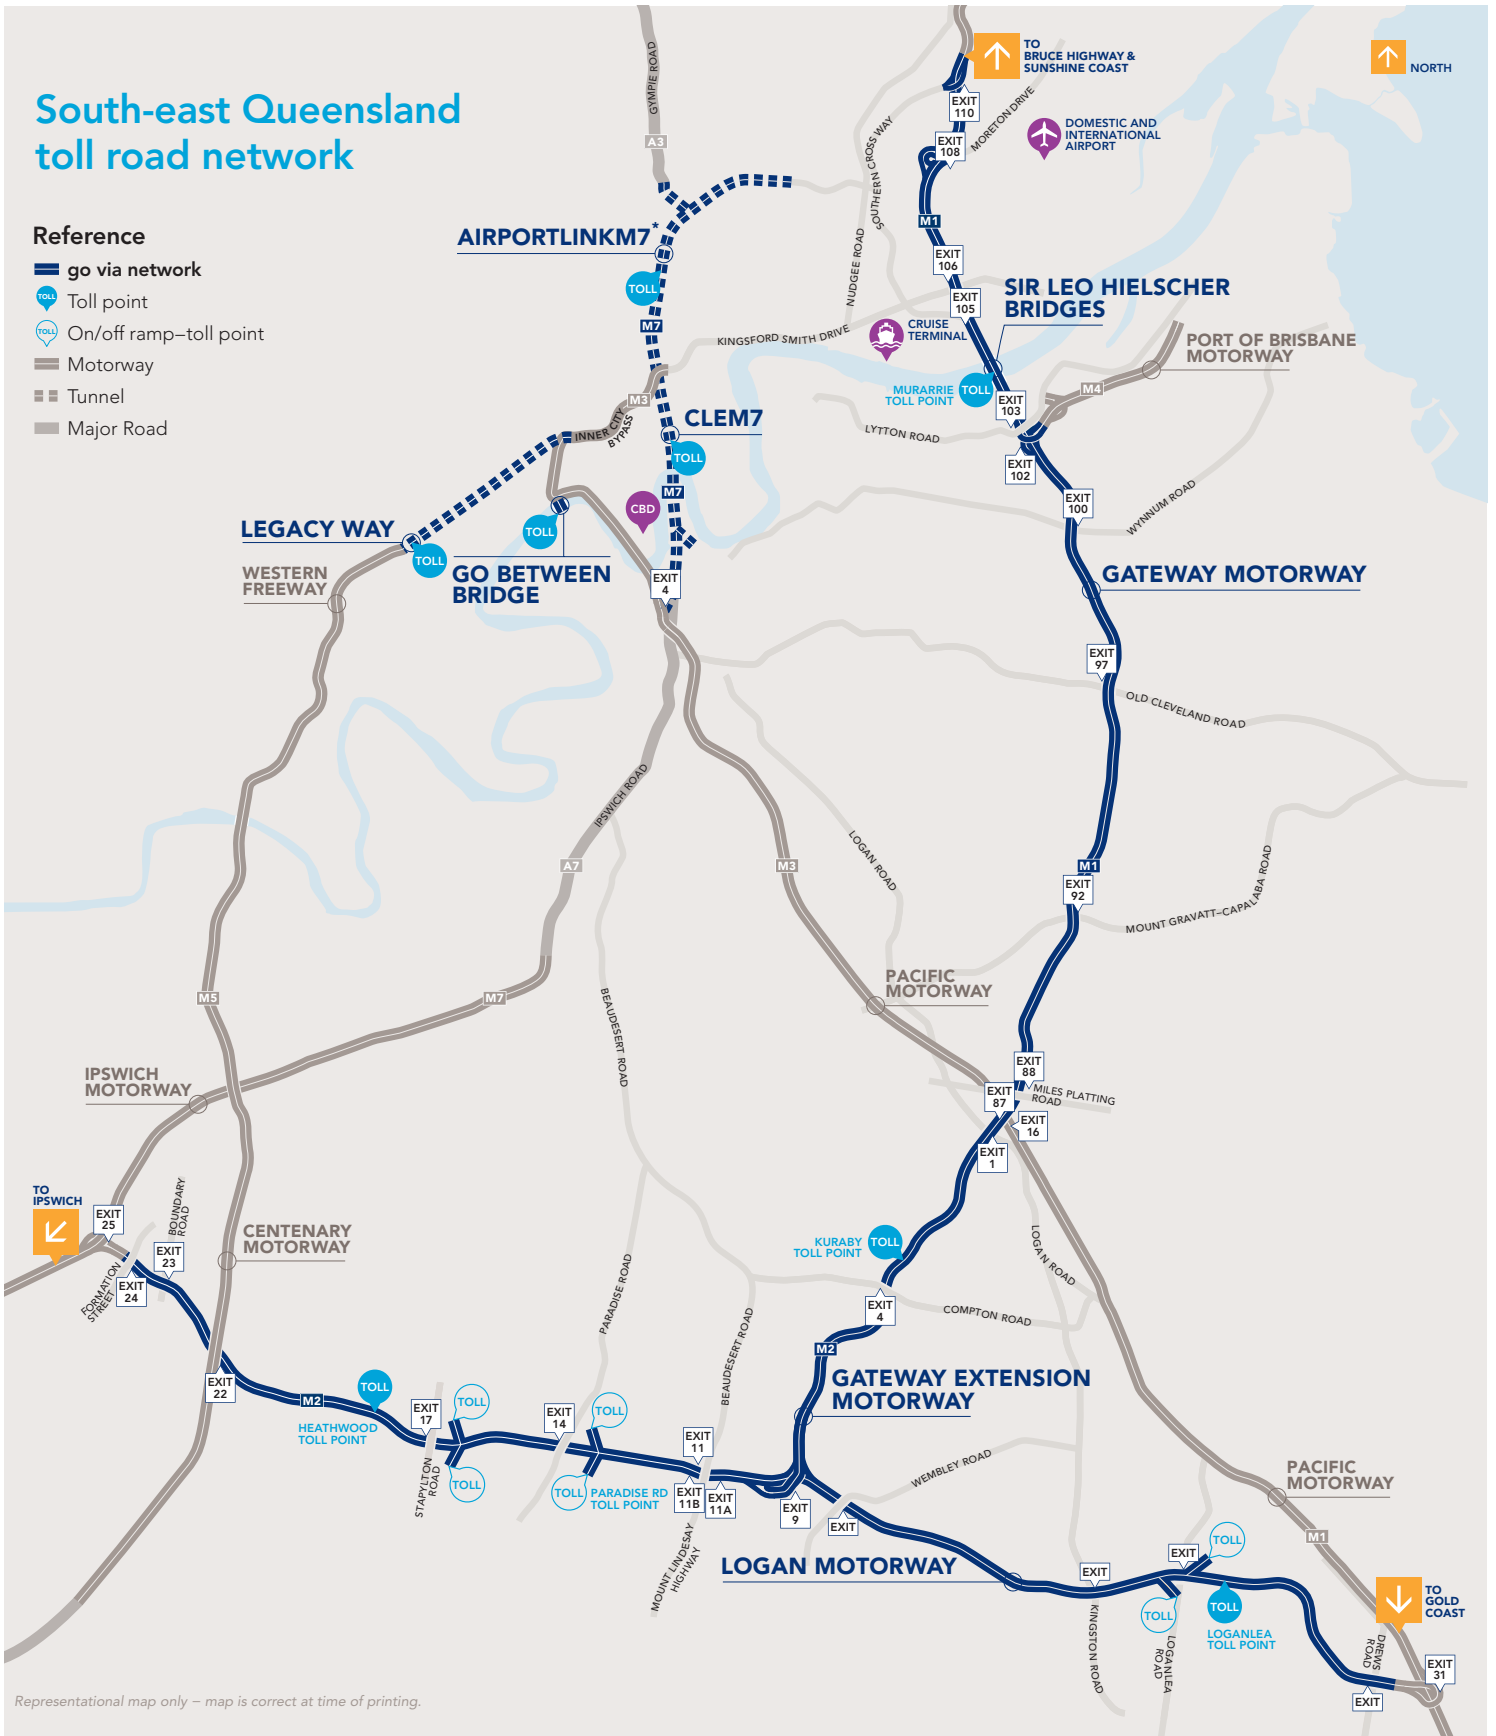 South-east Queensland
toll road network
Reference
go via network
TOLL
Toll point
TOLL
On/off ramp–toll point
Motorway
Tunnel
Major Road
TO
BRUCE HIGHWAY &
SUNSHINE COAST
NORTH
GYMPIE ROAD
A3
EXIT
110
MORETON DRIVE
DOMESTIC AND
INTERNATIONAL
AIRPORT
EXIT
108
SOUTHERN CROSS WAY
M1
AIRPORTLINKM7*
TOLL
NUDGEE ROAD
EXIT
106
EXIT
105
SIR LEO HIELSCHER
BRIDGES
M7
KINGSFORD SMITH DRIVE
CRUISE
TERMINAL
PORT OF BRISBANE
MOTORWAY
MURARRIE
TOLL POINT
TOLL
M4
EXIT
103
M3
INNER CITY
BYPASS
CLEM7
TOLL
LYTTON ROAD
EXIT
102
M7
EXIT
100
WYNNUM ROAD
CBD
LEGACY WAY
TOLL
TOLL
GO BETWEEN
BRIDGE
WESTERN
FREEWAY
EXIT
4
GATEWAY MOTORWAY
EXIT
97
OLD CLEVELAND ROAD
IPSWICH ROAD
A7
M3
LOGAN ROAD
M1
EXIT
92
MOUNT GRAVATT–CAPALABA ROAD
M5
M7
PACIFIC
MOTORWAY
BEAUDESERT ROAD
IPSWICH
MOTORWAY
EXIT
88
EXIT
87
MILES PLATTING
ROAD
EXIT
16
EXIT
1
TO
IPSWICH
EXIT
25
BOUNDARY
ROAD
EXIT
23
FORMATION
STREET
EXIT
24
CENTENARY
MOTORWAY
KURABY
TOLL POINT
TOLL
LOGAN ROAD
EXIT
4
COMPTON ROAD
PARADISE ROAD
BEAUDESERT ROAD
M2
GATEWAY EXTENSION
MOTORWAY
EXIT
22
M2
TOLL
HEATHWOOD
TOLL POINT
EXIT
17
TOLL
TOLL
STAPYLTON
ROAD
EXIT
14
TOLL
TOLL
PARADISE RD
TOLL POINT
EXIT
11
EXIT
11B
EXIT
11A
EXIT
9
EXIT
WEMBLEY ROAD
MOUNT LINDESAY
HIGHWAY
LOGAN MOTORWAY
PACIFIC
MOTORWAY
M1
EXIT
KINGSTON ROAD
EXIT
TOLL
TOLL
TOLL
LOGANLEA
TOLL POINT
LOGANLEA
ROAD
TO
GOLD
COAST
DREWS
ROAD
EXIT
31
EXIT
Representational map only – map is correct at time of printing.